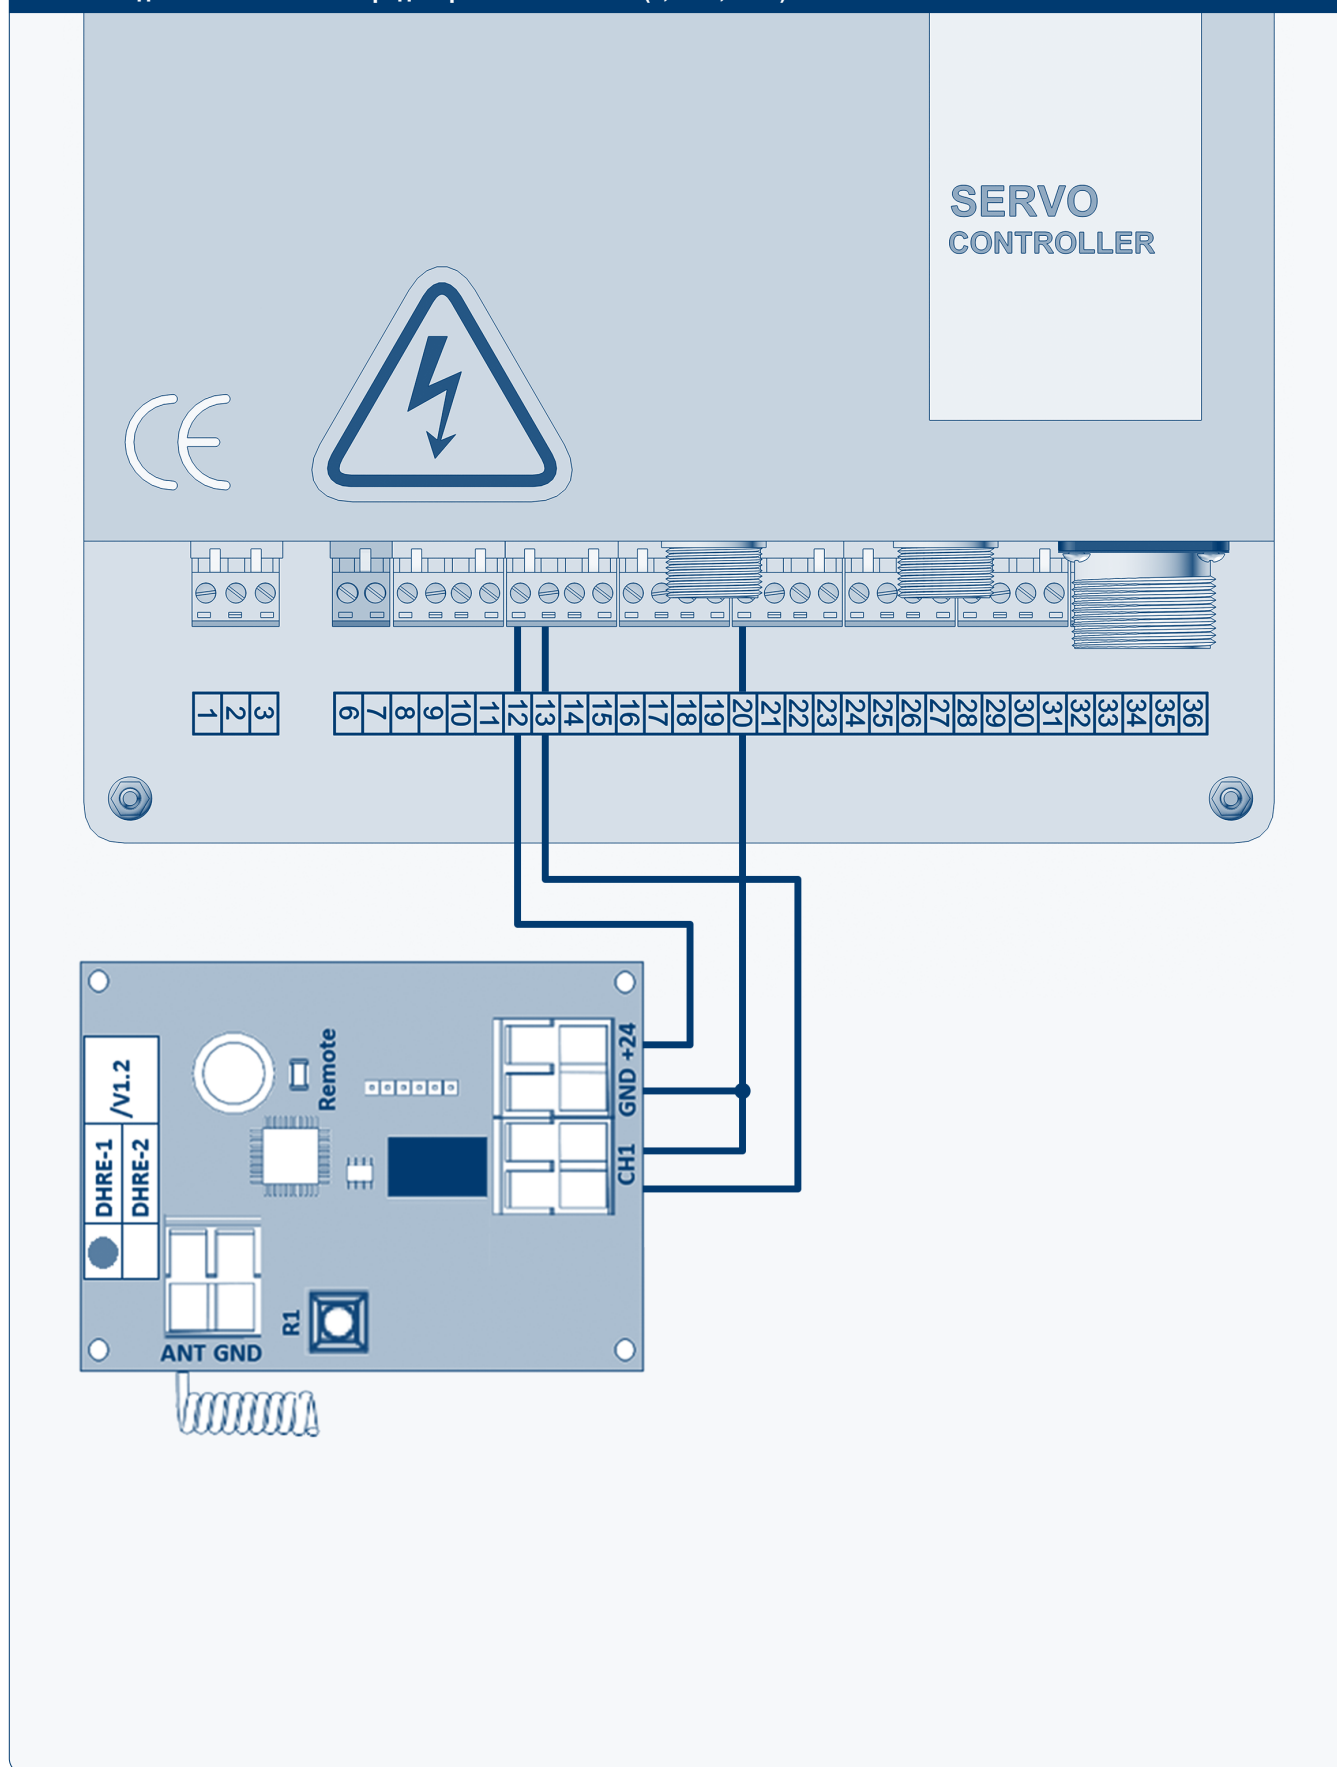 SERVO
CONTROLLER
CE
1 2 3 6 7 8 9 10 11 12 13 14 15 16 17 18 19 20 21 22 23 24 25 26 27 28 29 30 31 32 33 34 35 36
/V1.2
DHRE-1
DHRE-2
Remote
+24
GND
CH1
R1
ANT GND